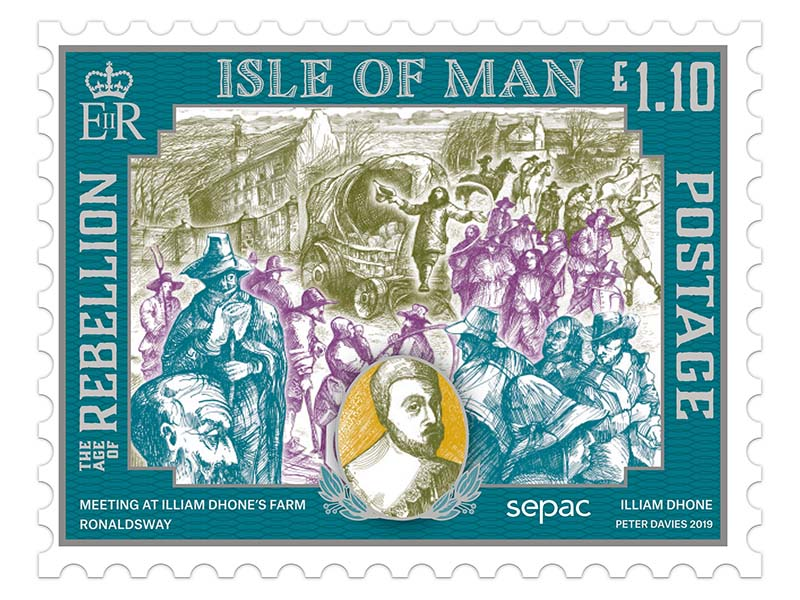 ISLE OF MAN
£1.10
EIIR
THE AGE OF
REBELLION
POSTAGE
MEETING AT ILLIAM DHONE'S FARM
RONALDSWAY
sepac
ILLIAM DHONE
PETER DAVIES 2019